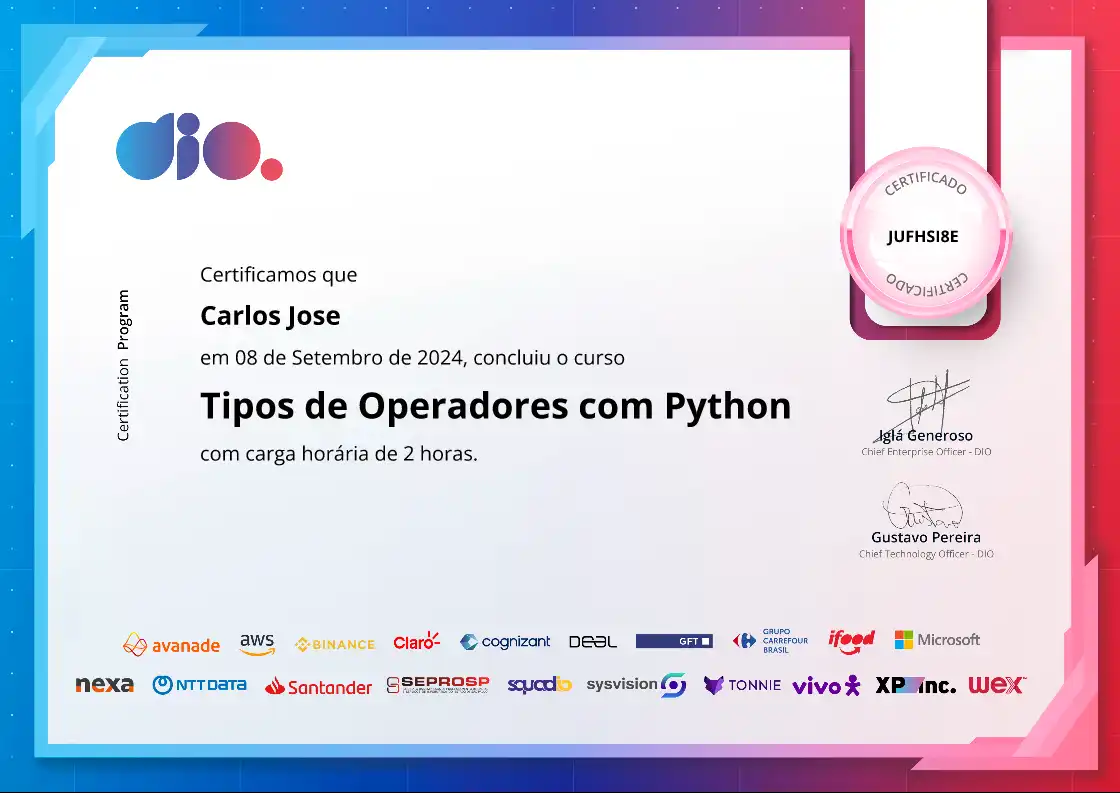 dio.
CERTIFICADO
JUFHSI8E
CERTIFICADO
Certification Program
Certificamos que
Carlos Jose
em 08 de Setembro de 2024, concluiu o curso
Tipos de Operadores com Python
com carga horária de 2 horas.
Iglá Generoso
Chief Enterprise Officer - DIO
Gustavo Pereira
Chief Technology Officer - DIO
avanade aws BINANCE Claro cognizant DEAL GFT GRUPO CARREFOUR BRASIL ifood Microsoft
nexa NTT DATA Santander SEPROSP squadio sysvision TONNIE vivo XP inc. wex